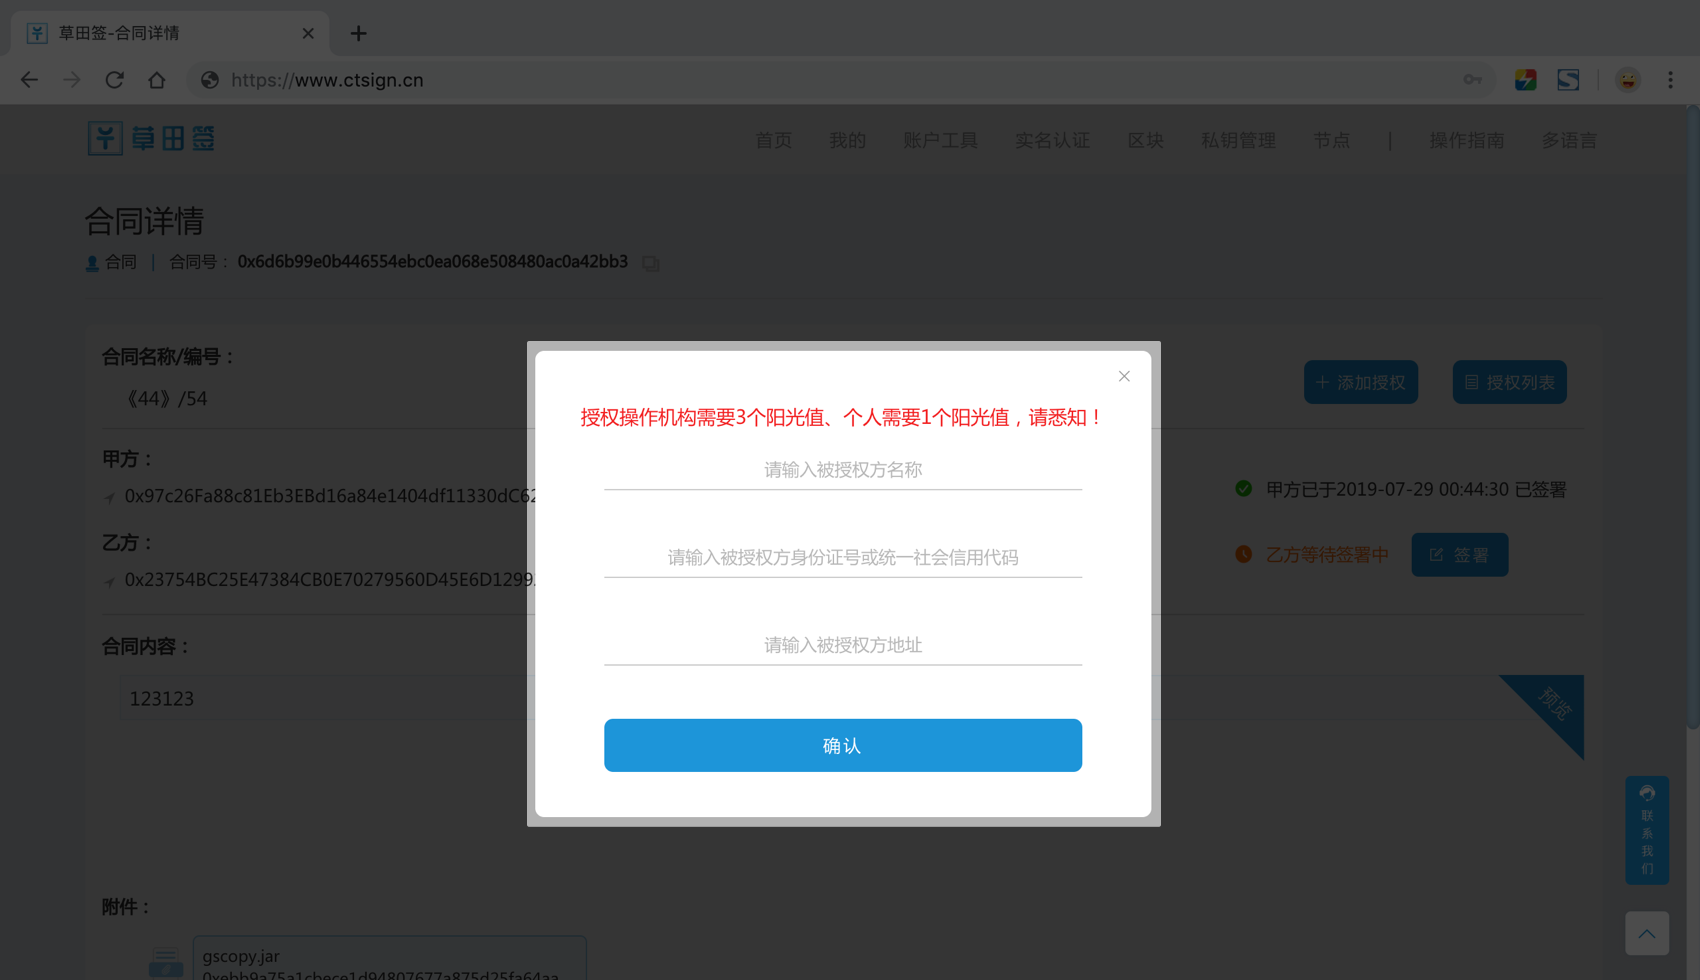 草田签-合同详情
https://www.ctsign.cn
草田签
首页 我的 账户工具 实名认证 区块 私钥管理 节点 | 操作指南 多语言
合同详情
合同 | 合同号： 0x6d6b99e0b446554ebc0ea068e508480ac0a42bb3
合同名称/编号：
《44》/54
添加授权
授权列表
甲方：
0x97c26Fa88c81Eb3EBd16a84e1404df11330dC62
甲方已于2019-07-29 00:44:30 已签署
乙方：
0x23754BC25E47384CB0E70279560D45E6D1299
乙方等待签署中
签署
合同内容：
123123
预览
授权操作机构需要3个阳光值、个人需要1个阳光值，请悉知！
请输入被授权方名称
请输入被授权方身份证号或统一社会信用代码
请输入被授权方地址
确认
联系我们
附件：
gscopy.jar
0xebb9a75a1cbece1d94807677a875d25fa64aa